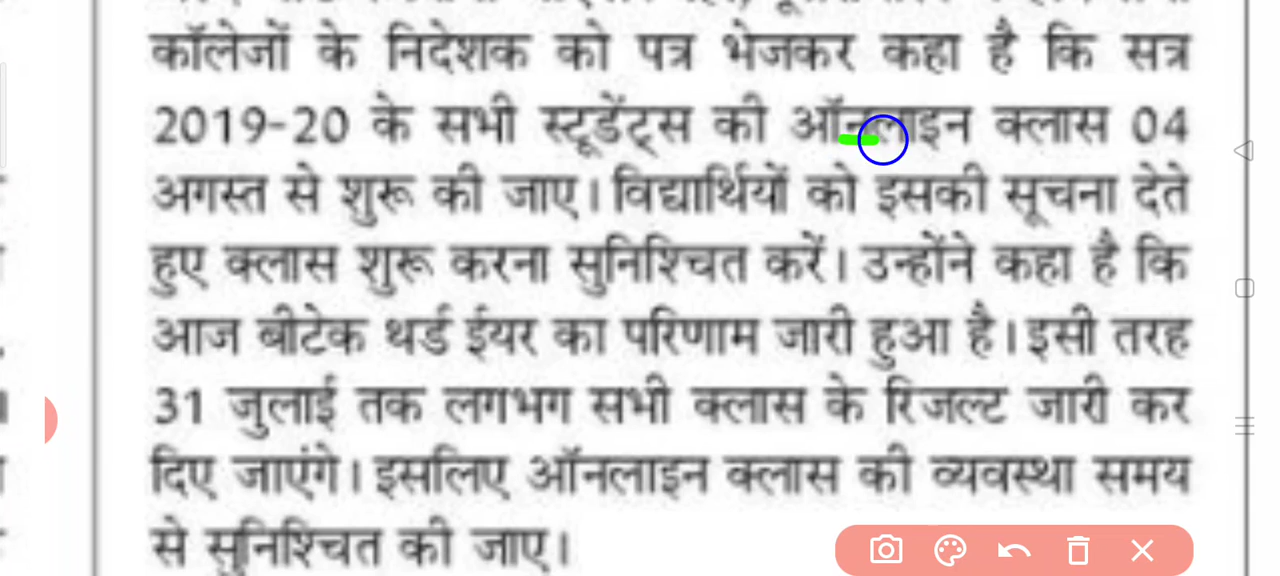 कॉलेजों के निदेशक को पत्र भेजकर कहा है कि सत्र
2019-20 के सभी स्टूडेंट्स की ऑनलाइन क्लास 04
अगस्त से शुरू की जाए। विद्यार्थियों को इसकी सूचना देते
हुए क्लास शुरू करना सुनिश्चित करें। उन्होंने कहा है कि
आज बीटेक थर्ड ईयर का परिणाम जारी हुआ है। इसी तरह
31 जुलाई तक लगभग सभी क्लास के रिजल्ट जारी कर
दिए जाएंगे। इसलिए ऑनलाइन क्लास की व्यवस्था समय
से सुनिश्चित की जाए।